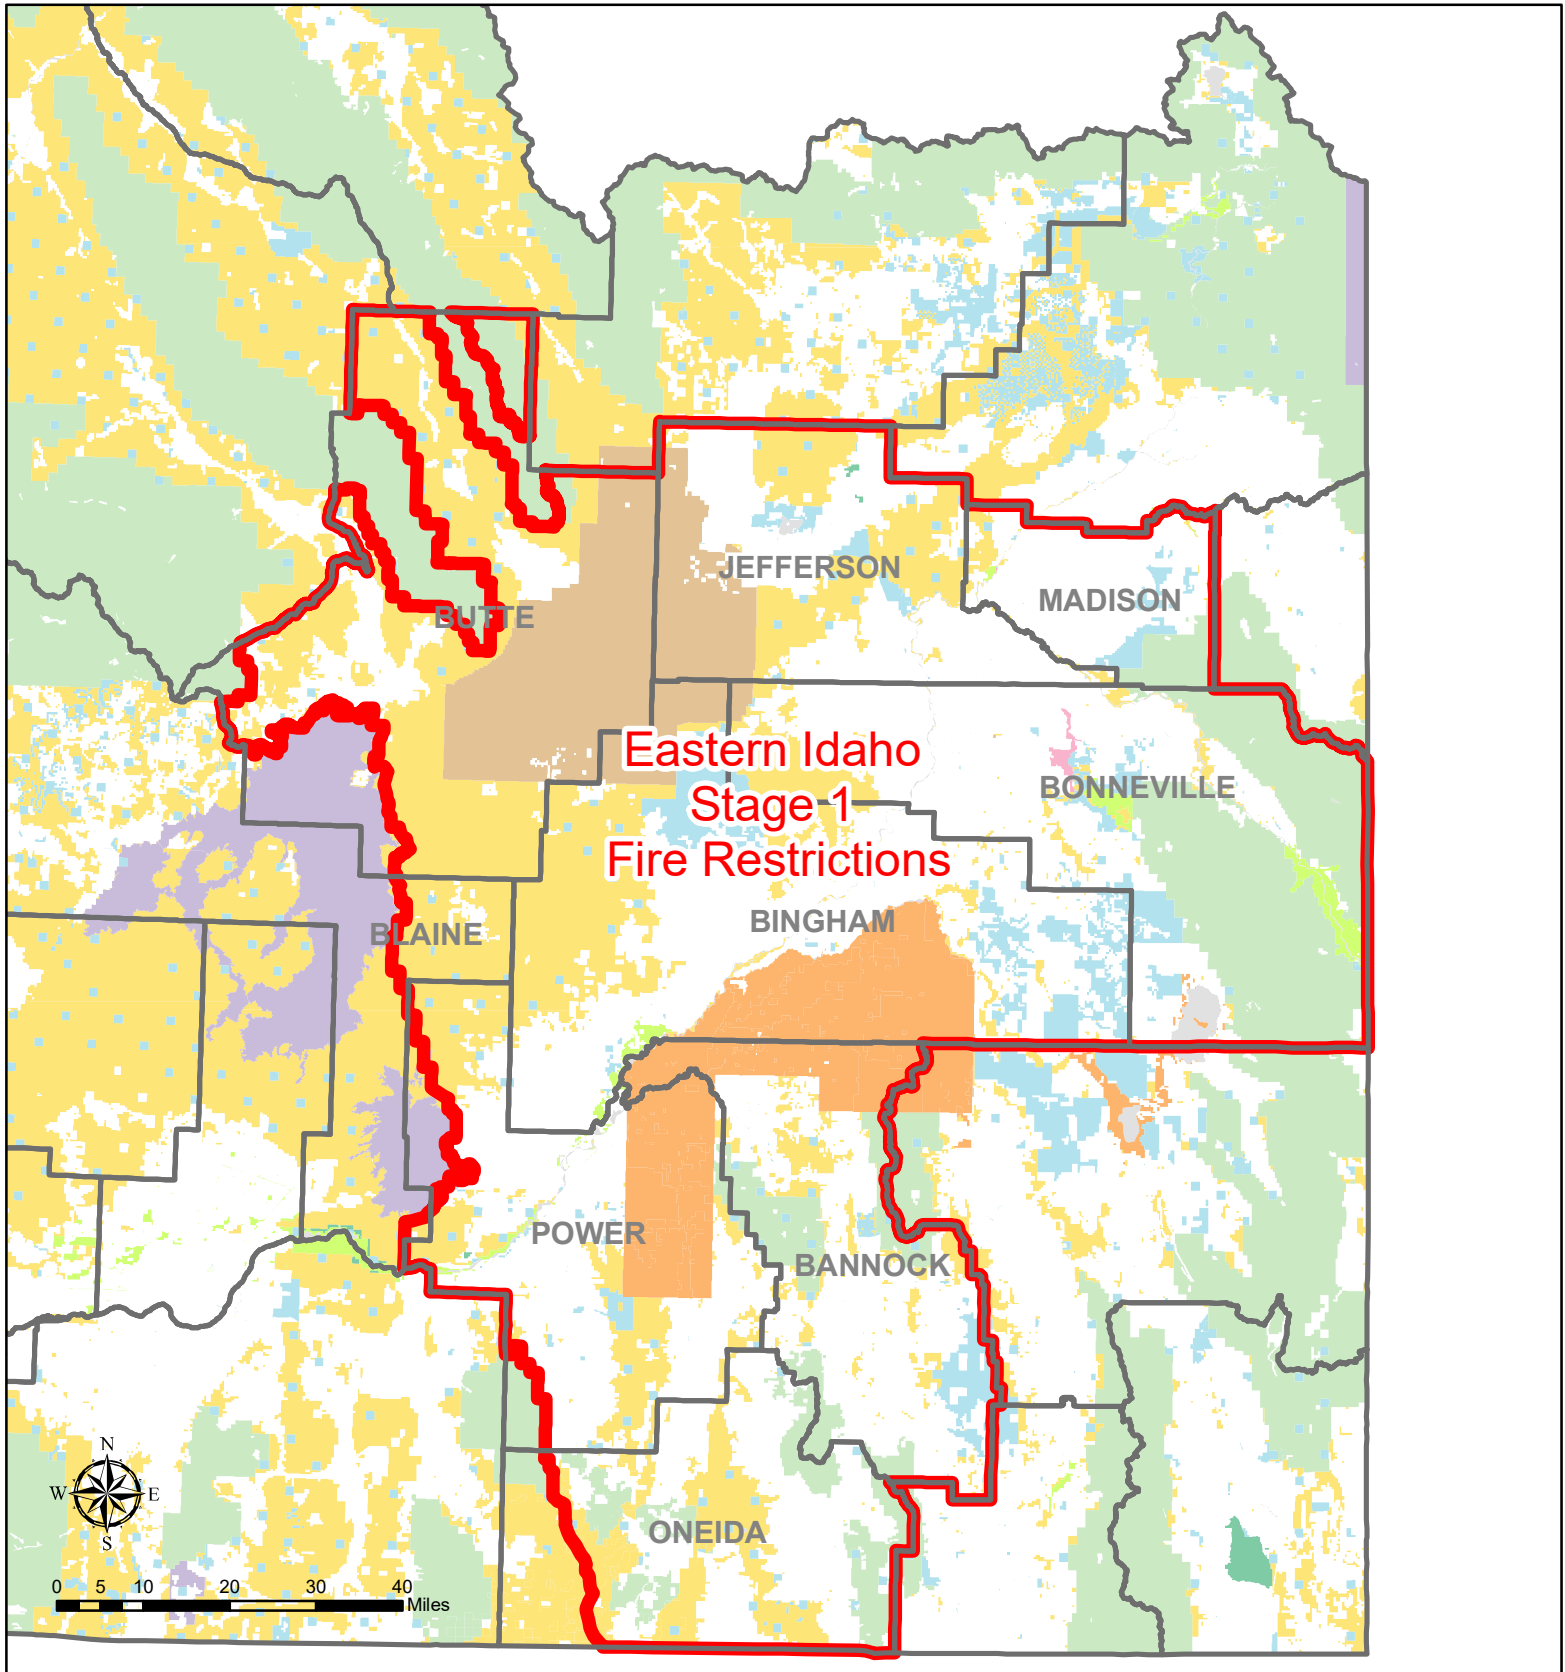 JEFFERSON
MADISON
BUTTE
Eastern Idaho
Stage 1
Fire Restrictions
BONNEVILLE
BLAINE
BINGHAM
POWER
BANNOCK
ONEIDA
N
W E
S
0 5 10 20 30 40
Miles